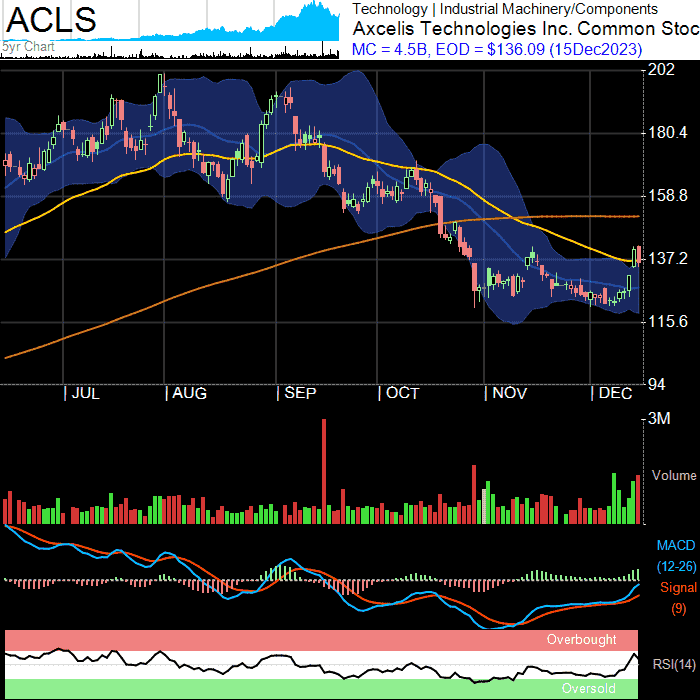 ACLS
5yr Chart
Technology | Industrial Machinery/Components
Axcelis Technologies Inc. Common Stoc
MC = 4.5B, EOD = $136.09 (15Dec2023)
202
180.4
158.8
137.2
115.6
94
| JUL | AUG | SEP | OCT | NOV | DEC
3M
Volume
MACD
(12-26)
Signal
(9)
Overbought
RSI(14)
Oversold